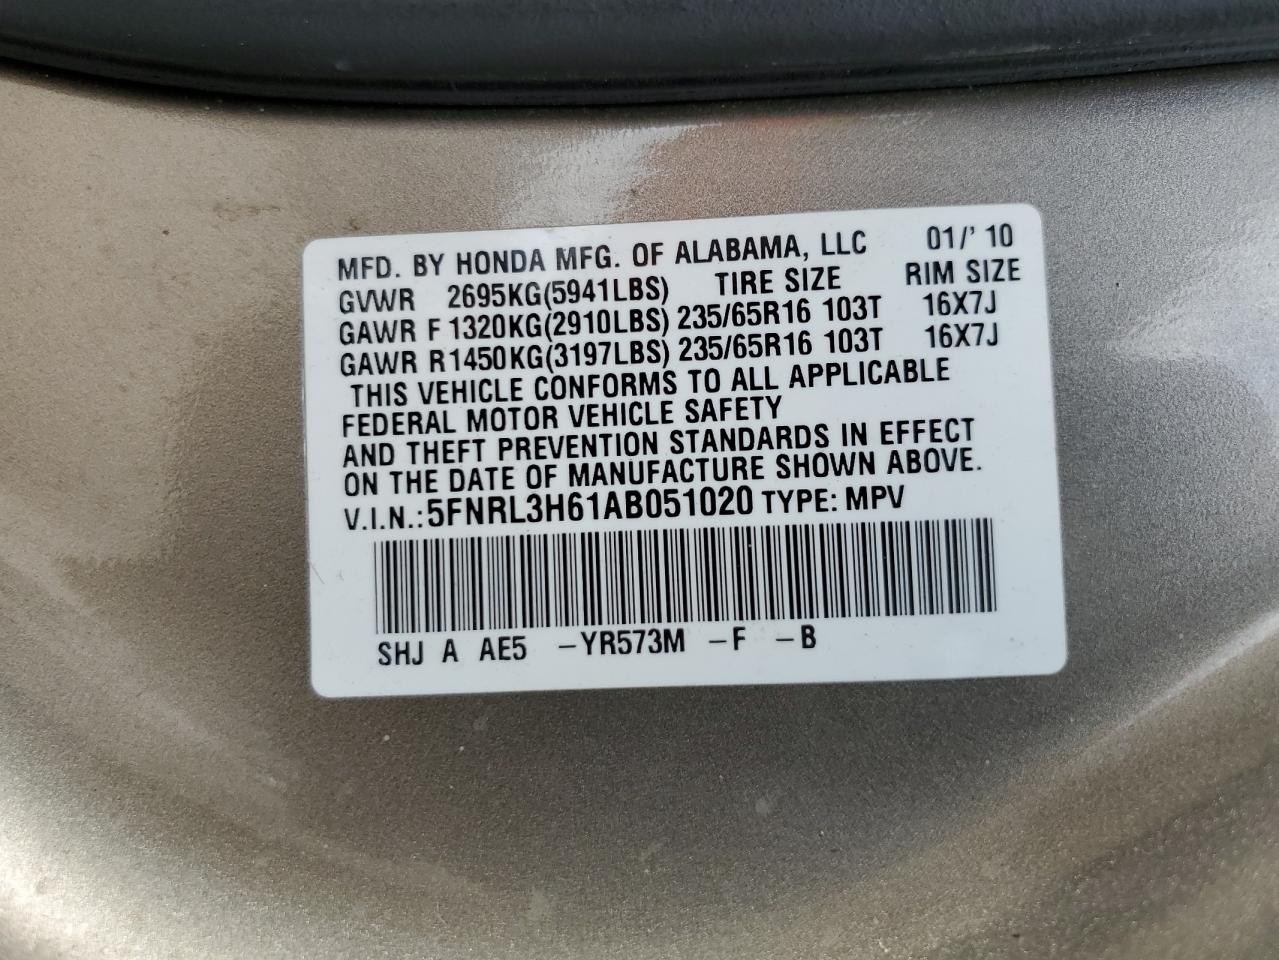 MFD. BY HONDA MFG. OF ALABAMA, LLC 01/' 10
GVWR 2695KG(5941LBS) TIRE SIZE RIM SIZE
GAWR F 1320KG(2910LBS) 235/65R16 103T 16X7J
GAWR R1450KG(3197LBS) 235/65R16 103T 16X7J
THIS VEHICLE CONFORMS TO ALL APPLICABLE
FEDERAL MOTOR VEHICLE SAFETY
AND THEFT PREVENTION STANDARDS IN EFFECT
ON THE DATE OF MANUFACTURE SHOWN ABOVE.
V.I.N.: 5FNRL3H61AB051020 TYPE: MPV
SHJ A AE5 -YR573M -F -B